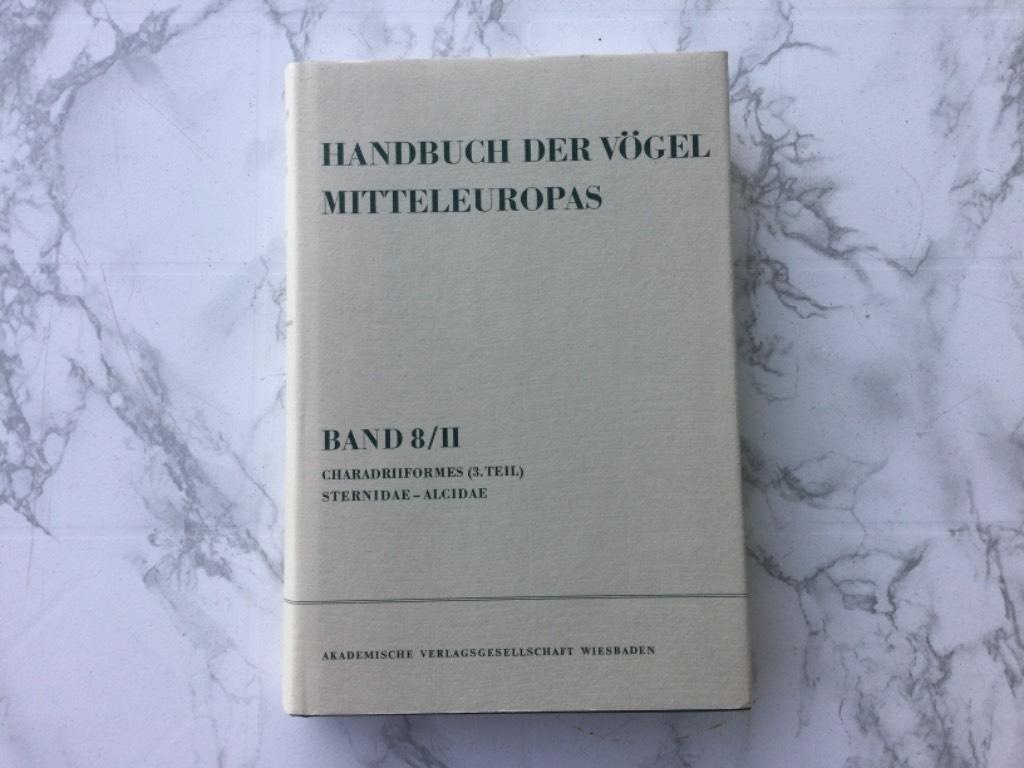 HANDBUCH DER VÖGEL
MITTELEUROPAS
BAND 8/II
CHARADRIIFORMES (3. TEIL)
STERNIDAE – ALCIDAE
AKADEMISCHE VERLAGSGESELLSCHAFT WIESBADEN